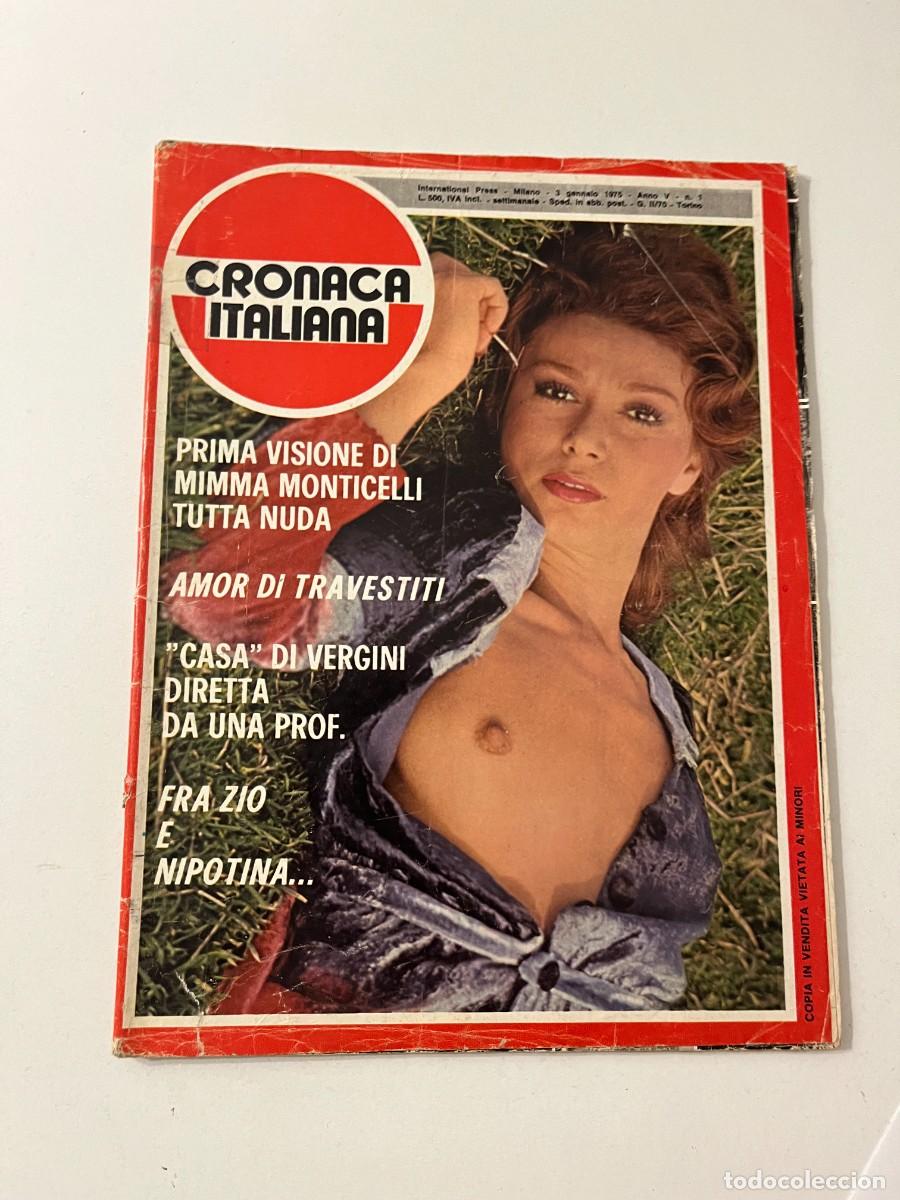 International Press - Milano - 3 gennaio 1975 - Anno V - n. 1
L. 500, IVA incl. - settimanale - Sped. in abb. post. - G. II/70 - Torino
CRONACA
ITALIANA
PRIMA VISIONE DI
MIMMA MONTICELLI
TUTTA NUDA
AMOR Di TRAVESTITI
"CASA" DI VERGINI
DIRETTA
DA UNA PROF.
FRA ZIO
E
NIPOTINA...
COPIA IN VENDITA VIETATA Ai MINORI
todocoleccion